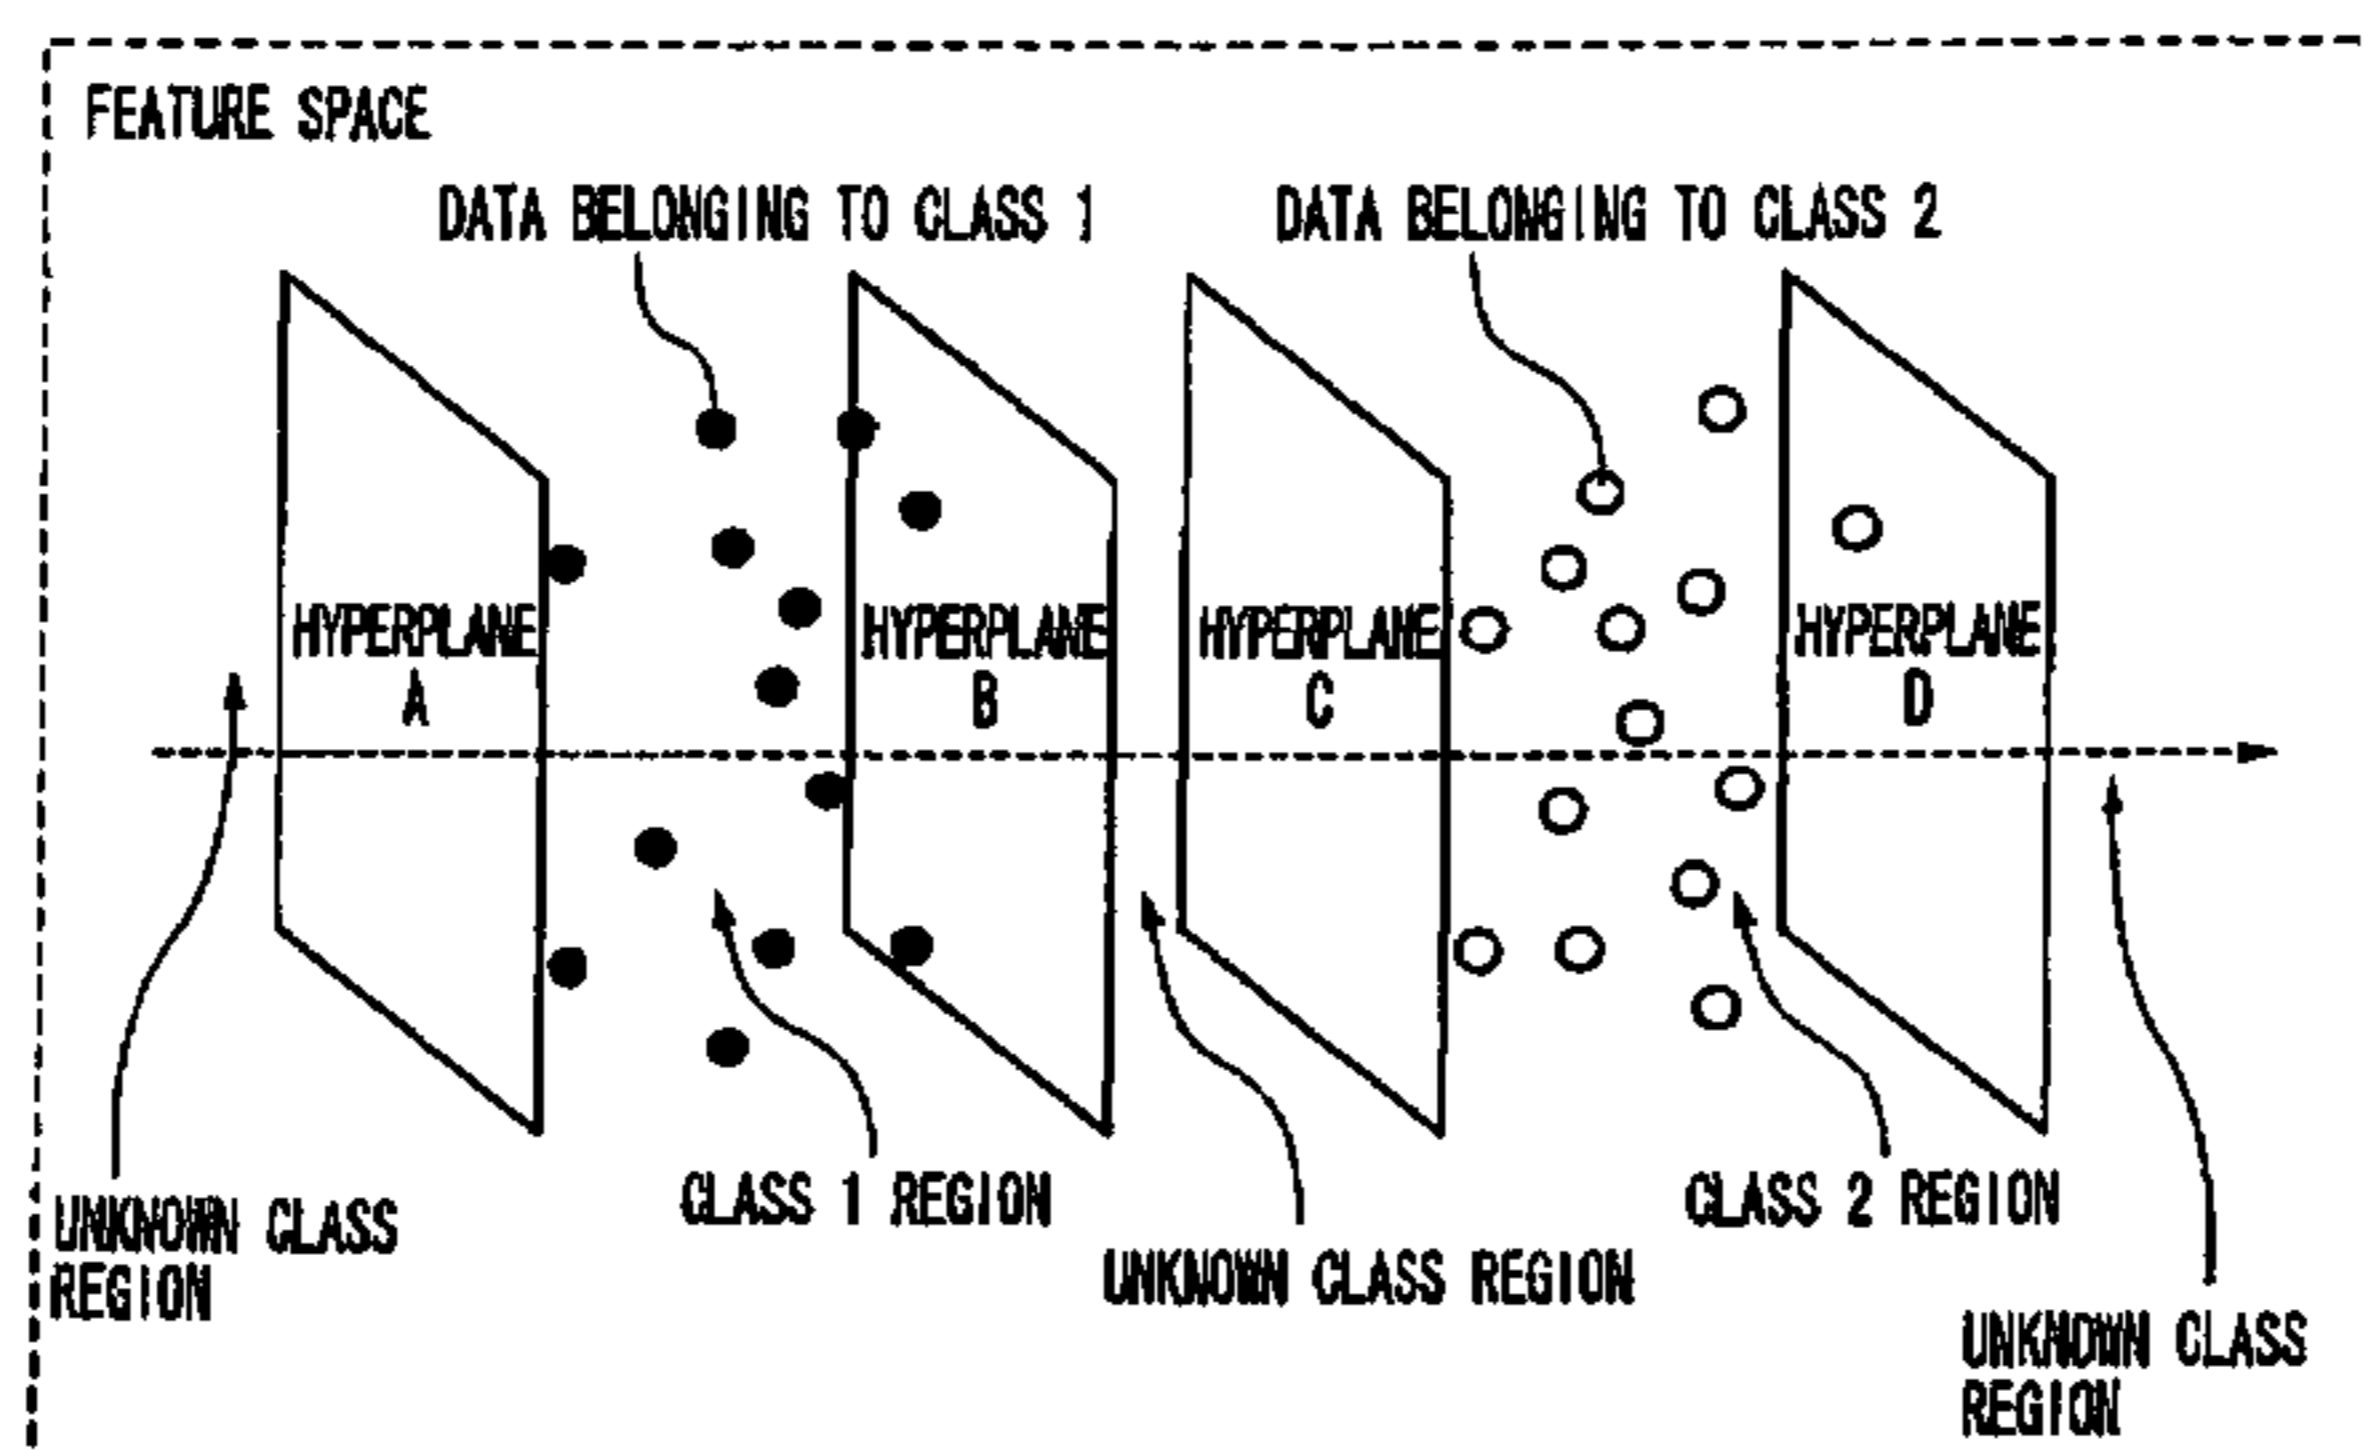 FEATURE SPACE
DATA BELONGING TO CLASS 1
DATA BELONGING TO CLASS 2
HYPERPLANE
A
HYPERPLANE
B
HYPERPLANE
C
HYPERPLANE
D
UNKNOWN CLASS
REGION
CLASS 1 REGION
UNKNOWN CLASS REGION
CLASS 2 REGION
UNKNOWN CLASS
REGION